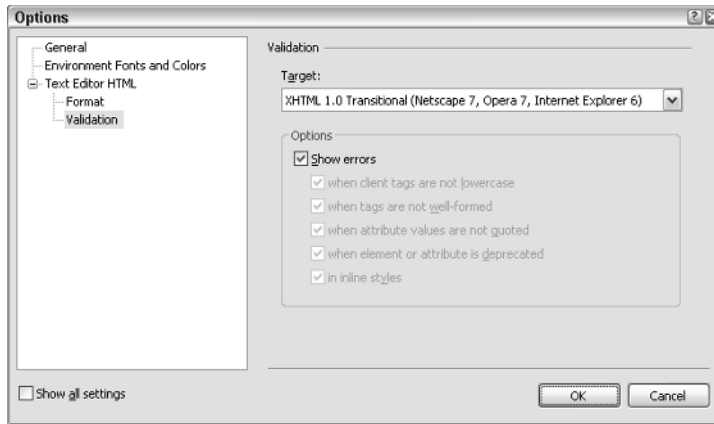 Options
General
Environment Fonts and Colors
Text Editor HTML
Format
Validation
Validation
Target:
XHTML 1.0 Transitional (Netscape 7, Opera 7, Internet Explorer 6)
Options
Show errors
when client tags are not lowercase
when tags are not well-formed
when attribute values are not quoted
when element or attribute is deprecated
in inline styles
Show all settings
OK
Cancel